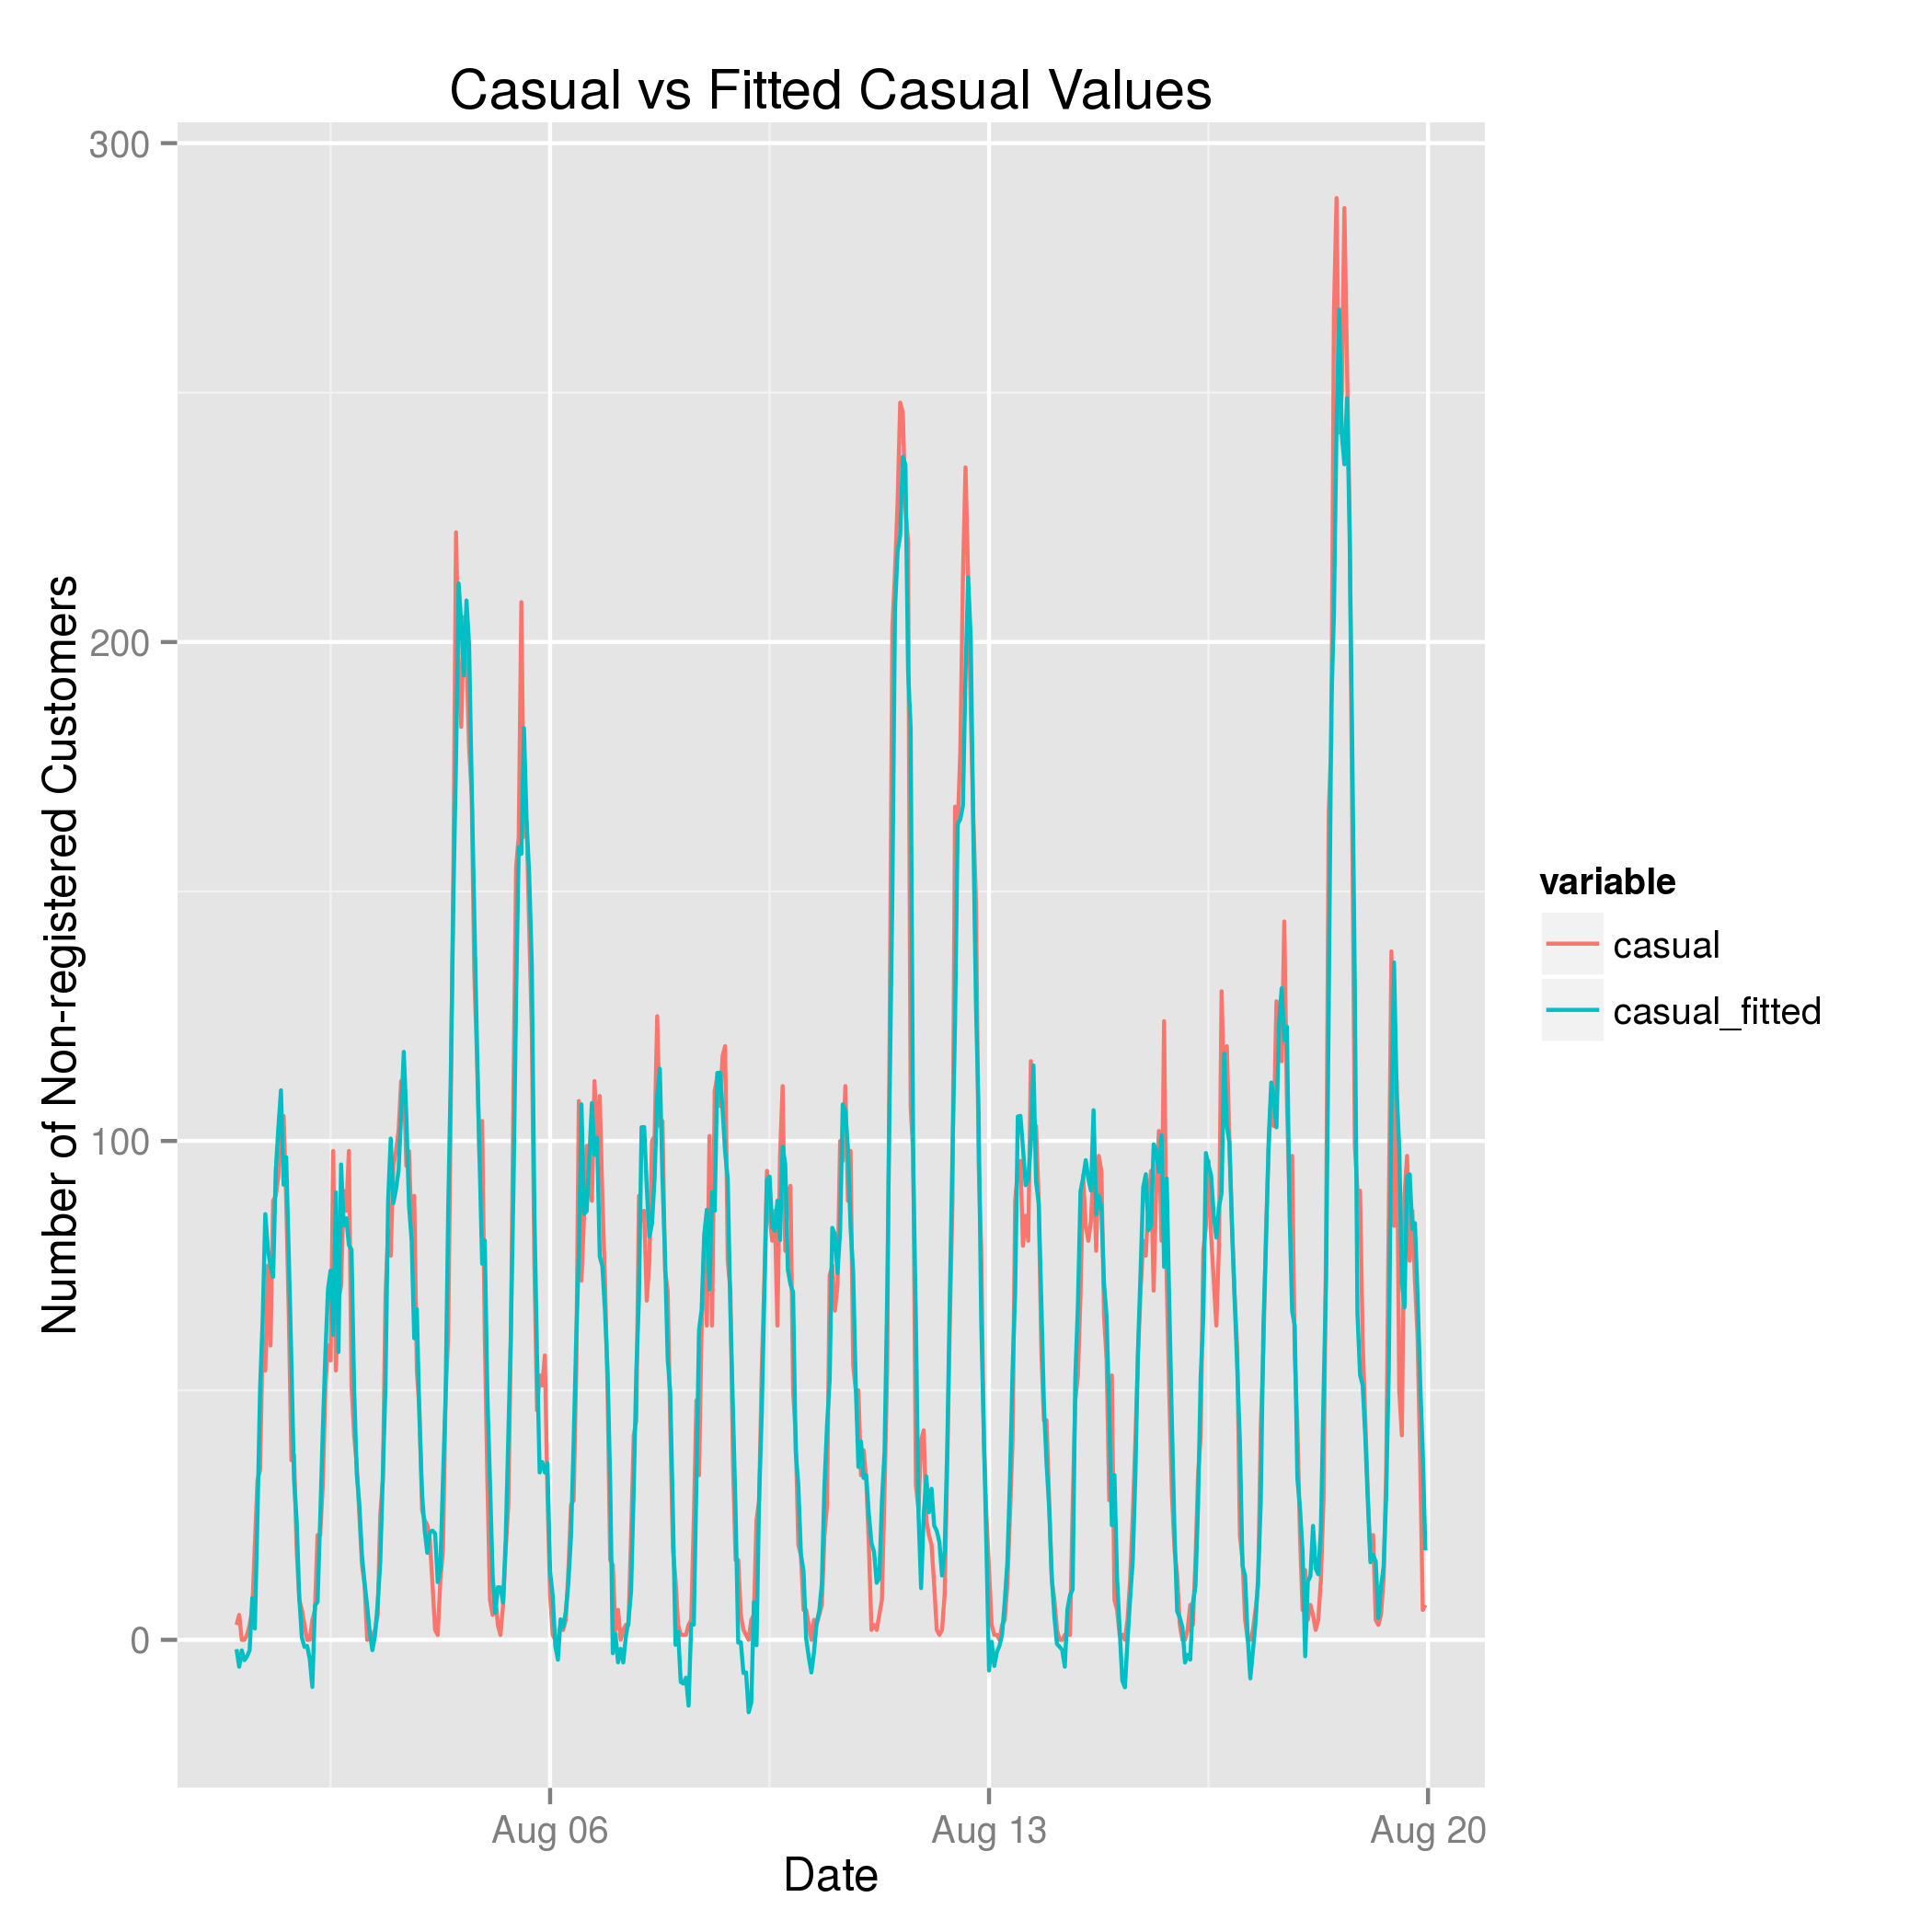 Casual vs Fitted Casual Values
Number of Non-registered Customers
300
200
100
0
Aug 06
Aug 13
Aug 20
Date
variable
casual
casual_fitted